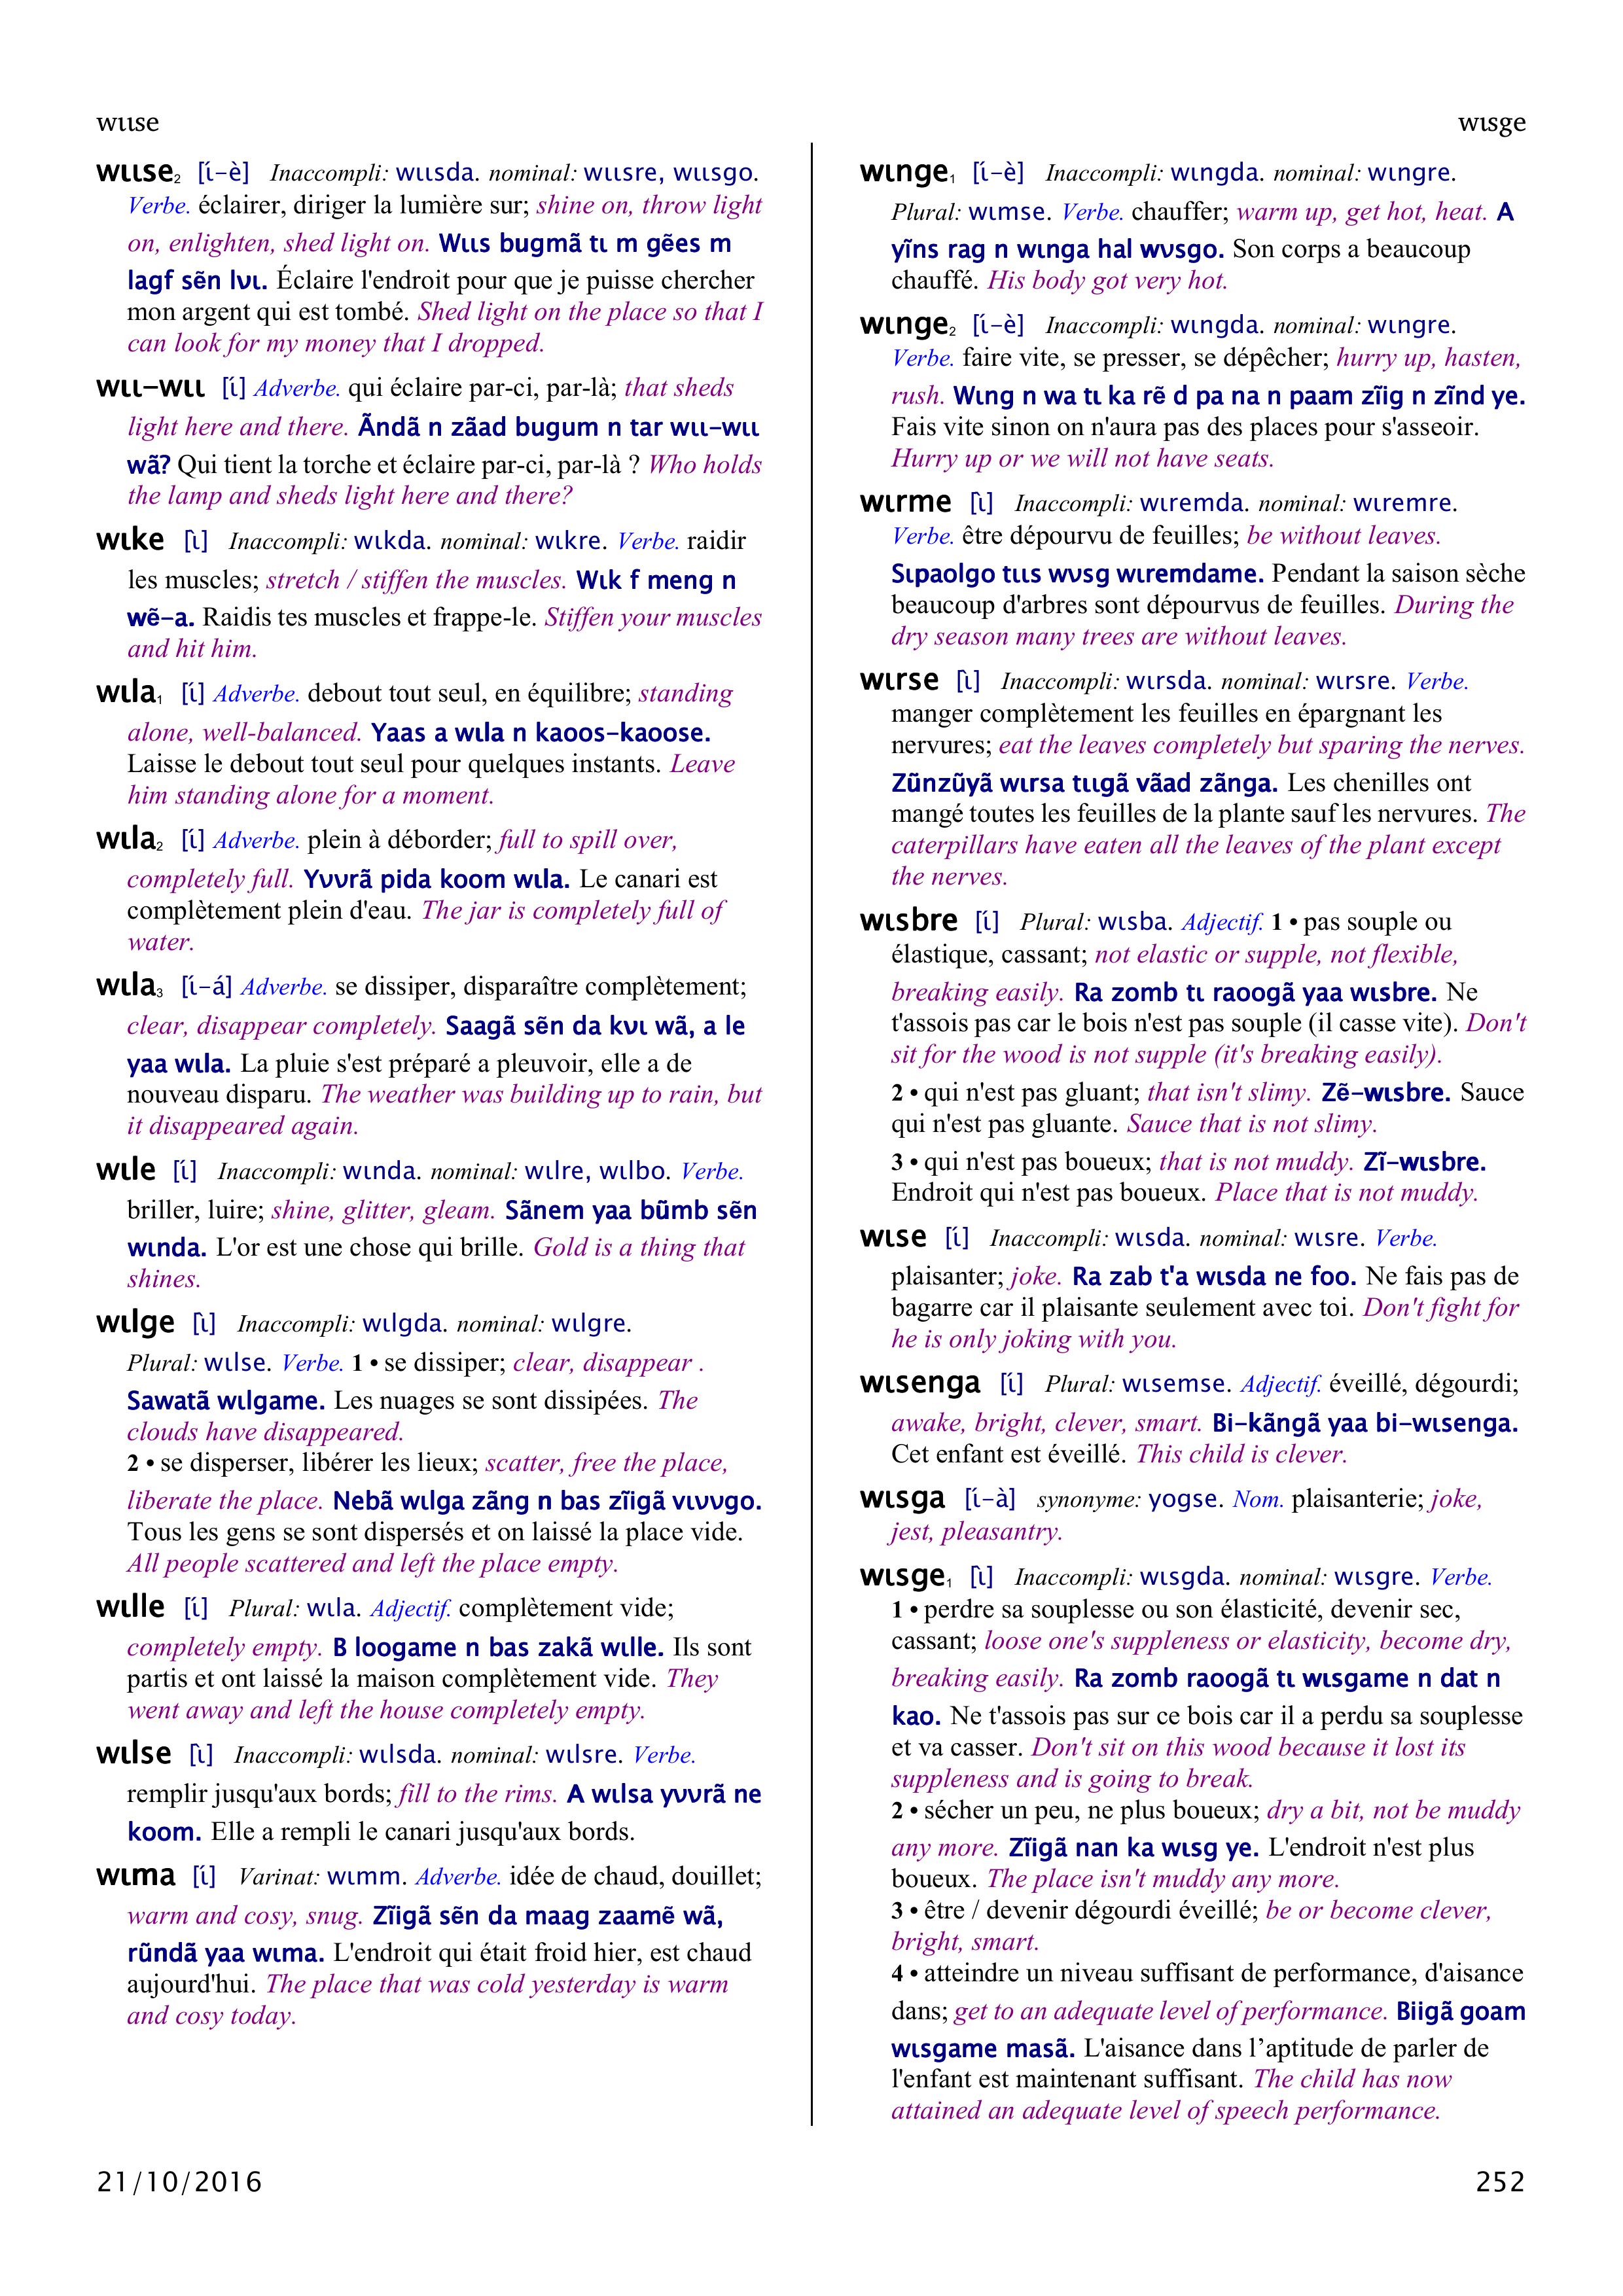 wɩɩse
wɩsge
wɩɩse₂ [ɩ́–è] Inaccompli: wɩɩsda. nominal: wɩɩsre, wɩɩsgo.
Verbe. éclairer, diriger la lumière sur; shine on, throw light
on, enlighten, shed light on. Wɩɩs bugmã tɩ m gẽes m
lagf sẽn lʋɩ. Éclaire l'endroit pour que je puisse chercher
mon argent qui est tombé. Shed light on the place so that I
can look for my money that I dropped.
wɩɩ–wɩɩ [ɩ́] Adverbe. qui éclaire par-ci, par-là; that sheds
light here and there. Ãndã n zãad bugum n tar wɩɩ–wɩɩ
wã? Qui tient la torche et éclaire par-ci, par-là ? Who holds
the lamp and sheds light here and there?
wɩke [ɩ̀] Inaccompli: wɩkda. nominal: wɩkre. Verbe. raidir
les muscles; stretch / stiffen the muscles. Wɩk f meng n
wẽ–a. Raidis tes muscles et frappe-le. Stiffen your muscles
and hit him.
wɩla₁ [ɩ́] Adverbe. debout tout seul, en équilibre; standing
alone, well-balanced. Yaas a wɩla n kaoos–kaoose.
Laisse le debout tout seul pour quelques instants. Leave
him standing alone for a moment.
wɩla₂ [ɩ́] Adverbe. plein à déborder; full to spill over,
completely full. Yʋʋrã pida koom wɩla. Le canari est
complètement plein d'eau. The jar is completely full of
water.
wɩla₃ [ɩ́–á] Adverbe. se dissiper, disparaître complètement;
clear, disappear completely. Saagã sẽn da kʋɩ wã, a le
yaa wɩla. La pluie s'est préparé a pleuvoir, elle a de
nouveau disparu. The weather was building up to rain, but
it disappeared again.
wɩle [ɩ́] Inaccompli: wɩnda. nominal: wɩlre, wɩlbo. Verbe.
briller, luire; shine, glitter, gleam. Sãnem yaa bũmb sẽn
wɩnda. L'or est une chose qui brille. Gold is a thing that
shines.
wɩlge [ɩ̀] Inaccompli: wɩlgda. nominal: wɩlgre.
Plural: wɩlse. Verbe. 1 • se dissiper; clear, disappear .
Sawatã wɩlgame. Les nuages se sont dissipées. The
clouds have disappeared.
2 • se disperser, libérer les lieux; scatter, free the place,
liberate the place. Nebã wɩlga zãng n bas zĩigã vɩʋʋgo.
Tous les gens se sont dispersés et on laissé la place vide.
All people scattered and left the place empty.
wɩlle [ɩ́] Plural: wɩla. Adjectif. complètement vide;
completely empty. B loogame n bas zakã wɩlle. Ils sont
partis et ont laissé la maison complètement vide. They
went away and left the house completely empty.
wɩlse [ɩ̀] Inaccompli: wɩlsda. nominal: wɩlsre. Verbe.
remplir jusqu'aux bords; fill to the rims. A wɩlsa yʋʋrã ne
koom. Elle a rempli le canari jusqu'aux bords.
wɩma [ɩ́] Varinat: wɩmm. Adverbe. idée de chaud, douillet;
warm and cosy, snug. Zĩigã sẽn da maag zaamẽ wã,
rũndã yaa wɩma. L'endroit qui était froid hier, est chaud
aujourd'hui. The place that was cold yesterday is warm
and cosy today.
wɩnge₁ [ɩ́–è] Inaccompli: wɩngda. nominal: wɩngre.
Plural: wɩmse. Verbe. chauffer; warm up, get hot, heat. A
yĩns rag n wɩnga hal wʋsgo. Son corps a beaucoup
chauffé. His body got very hot.
wɩnge₂ [ɩ́–è] Inaccompli: wɩngda. nominal: wɩngre.
Verbe. faire vite, se presser, se dépêcher; hurry up, hasten,
rush. Wɩng n wa tɩ ka rẽ d pa na n paam zĩig n zĩnd ye.
Fais vite sinon on n'aura pas des places pour s'asseoir.
Hurry up or we will not have seats.
wɩrme [ɩ̀] Inaccompli: wɩremda. nominal: wɩremre.
Verbe. être dépourvu de feuilles; be without leaves.
Sɩpaolgo tɩɩs wʋsg wɩremdame. Pendant la saison sèche
beaucoup d'arbres sont dépourvus de feuilles. During the
dry season many trees are without leaves.
wɩrse [ɩ̀] Inaccompli: wɩrsda. nominal: wɩrsre. Verbe.
manger complètement les feuilles en épargnant les
nervures; eat the leaves completely but sparing the nerves.
Zũnzũyã wɩrsa tɩɩgã vãad zãnga. Les chenilles ont
mangé toutes les feuilles de la plante sauf les nervures. The
caterpillars have eaten all the leaves of the plant except
the nerves.
wɩsbre [ɩ́] Plural: wɩsba. Adjectif. 1 • pas souple ou
élastique, cassant; not elastic or supple, not flexible,
breaking easily. Ra zomb tɩ raoogã yaa wɩsbre. Ne
t'assois pas car le bois n'est pas souple (il casse vite). Don't
sit for the wood is not supple (it's breaking easily).
2 • qui n'est pas gluant; that isn't slimy. Zẽ–wɩsbre. Sauce
qui n'est pas gluante. Sauce that is not slimy.
3 • qui n'est pas boueux; that is not muddy. Zĩ–wɩsbre.
Endroit qui n'est pas boueux. Place that is not muddy.
wɩse [ɩ́] Inaccompli: wɩsda. nominal: wɩsre. Verbe.
plaisanter; joke. Ra zab t'a wɩsda ne foo. Ne fais pas de
bagarre car il plaisante seulement avec toi. Don't fight for
he is only joking with you.
wɩsenga [ɩ́] Plural: wɩsemse. Adjectif. éveillé, dégourdi;
awake, bright, clever, smart. Bi–kãngã yaa bi–wɩsenga.
Cet enfant est éveillé. This child is clever.
wɩsga [ɩ́–à] synonyme: yogse. Nom. plaisanterie; joke,
jest, pleasantry.
wɩsge₁ [ɩ̀] Inaccompli: wɩsgda. nominal: wɩsgre. Verbe.
1 • perdre sa souplesse ou son élasticité, devenir sec,
cassant; loose one's suppleness or elasticity, become dry,
breaking easily. Ra zomb raoogã tɩ wɩsgame n dat n
kao. Ne t'assois pas sur ce bois car il a perdu sa souplesse
et va casser. Don't sit on this wood because it lost its
suppleness and is going to break.
2 • sécher un peu, ne plus boueux; dry a bit, not be muddy
any more. Zĩigã nan ka wɩsg ye. L'endroit n'est plus
boueux. The place isn't muddy any more.
3 • être / devenir dégourdi éveillé; be or become clever,
bright, smart.
4 • atteindre un niveau suffisant de performance, d'aisance
dans; get to an adequate level of performance. Biigã goam
wɩsgame masã. L'aisance dans l’aptitude de parler de
l'enfant est maintenant suffisant. The child has now
attained an adequate level of speech performance.
21/10/2016
252